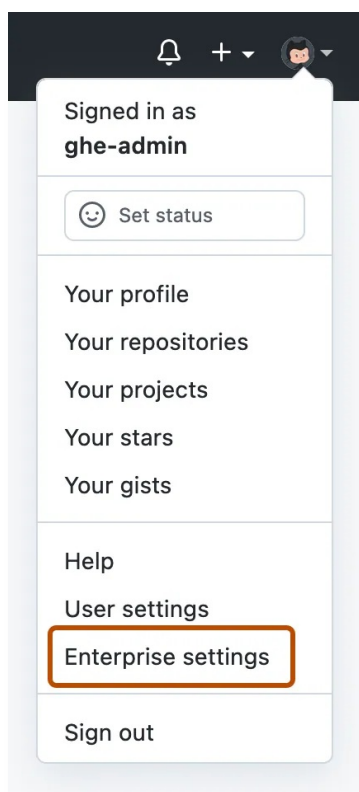 Signed in as
ghe-admin
Set status
Your profile
Your repositories
Your projects
Your stars
Your gists
Help
User settings
Enterprise settings
Sign out